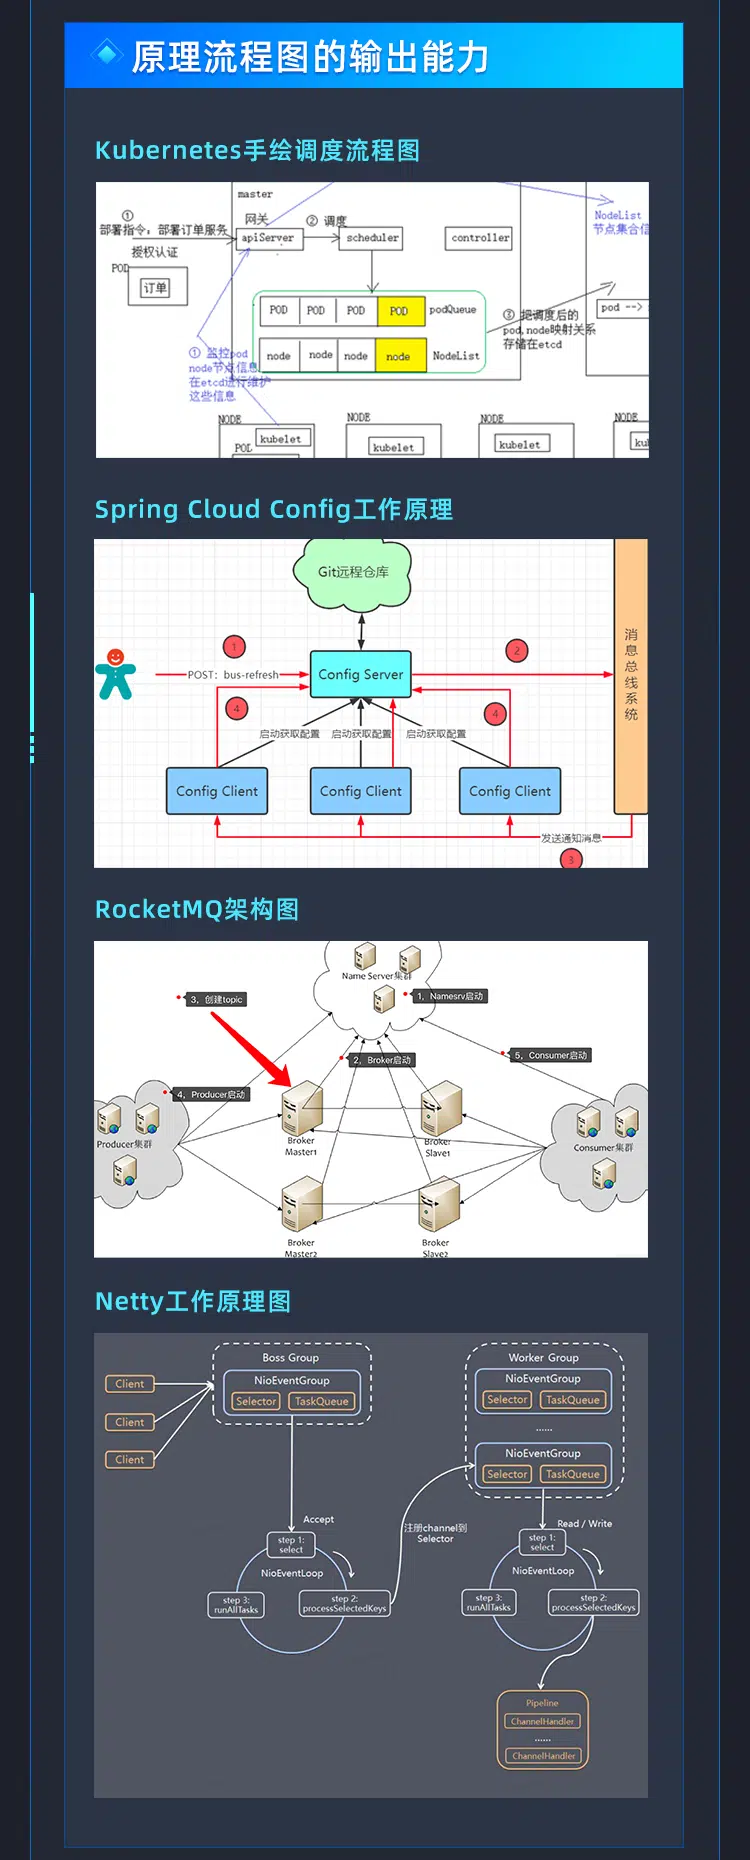 原理流程图的输出能力
Kubernetes手绘调度流程图
master
①
部署指令：部署订单服务
网关
apiServer
② 调度
scheduler
controller
NodeList
节点集合信
授权认证
POD
订单
POD
POD
POD
POD
podQueue
node
node
node
node
NodeList
pod -->
③ 把调度后的
pod,node映射关系
存储在etcd
① 监控pod
node节点信息
在etcd进行维护
这些信息
NODE
NODE
NODE
NODE
kubelet
kubelet
kubelet
Spring Cloud Config工作原理
Git远程仓库
1
2
POST：bus-refresh
Config Server
消息总线系统
4
4
启动获取配置
启动获取配置
启动获取配置
Config Client
Config Client
Config Client
发送通知消息
3
RocketMQ架构图
Name Server集群
3，创建topic
1，Namesrv启动
2，Broker启动
5，Consumer启动
4，Producer启动
Producer集群
Broker
Master1
Broker
Slave1
Consumer集群
Broker
Master2
Broker
Slave2
Netty工作原理图
Boss Group
Worker Group
Client
NioEventGroup
Selector
TaskQueue
NioEventGroup
Selector
TaskQueue
Client
......
Client
NioEventGroup
Selector
TaskQueue
Accept
注册channel到
Selector
Read / Write
step 1:
select
step 1:
select
NioEventLoop
NioEventLoop
step 3:
runAllTasks
step 2:
processSelectedKeys
step 3:
runAllTasks
step 2:
processSelectedKeys
Pipeline
ChannelHandler
......
ChannelHandler